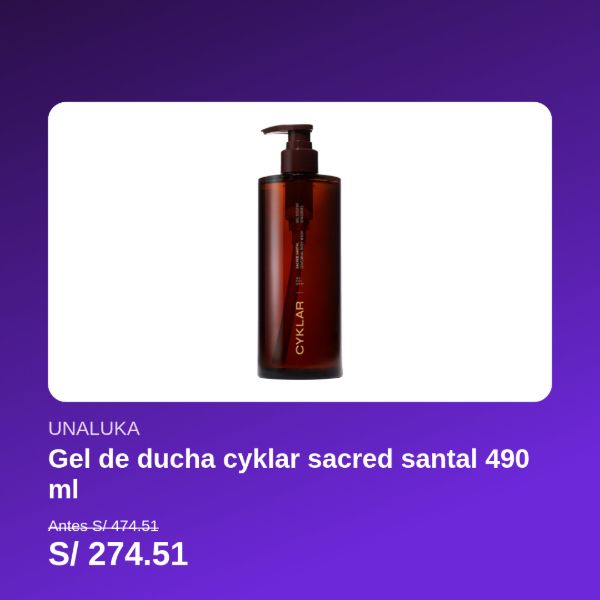 CYKLAR
UNALUKA
Gel de ducha cyklar sacred santal 490
ml
Antes S/ 474.51
S/ 274.51